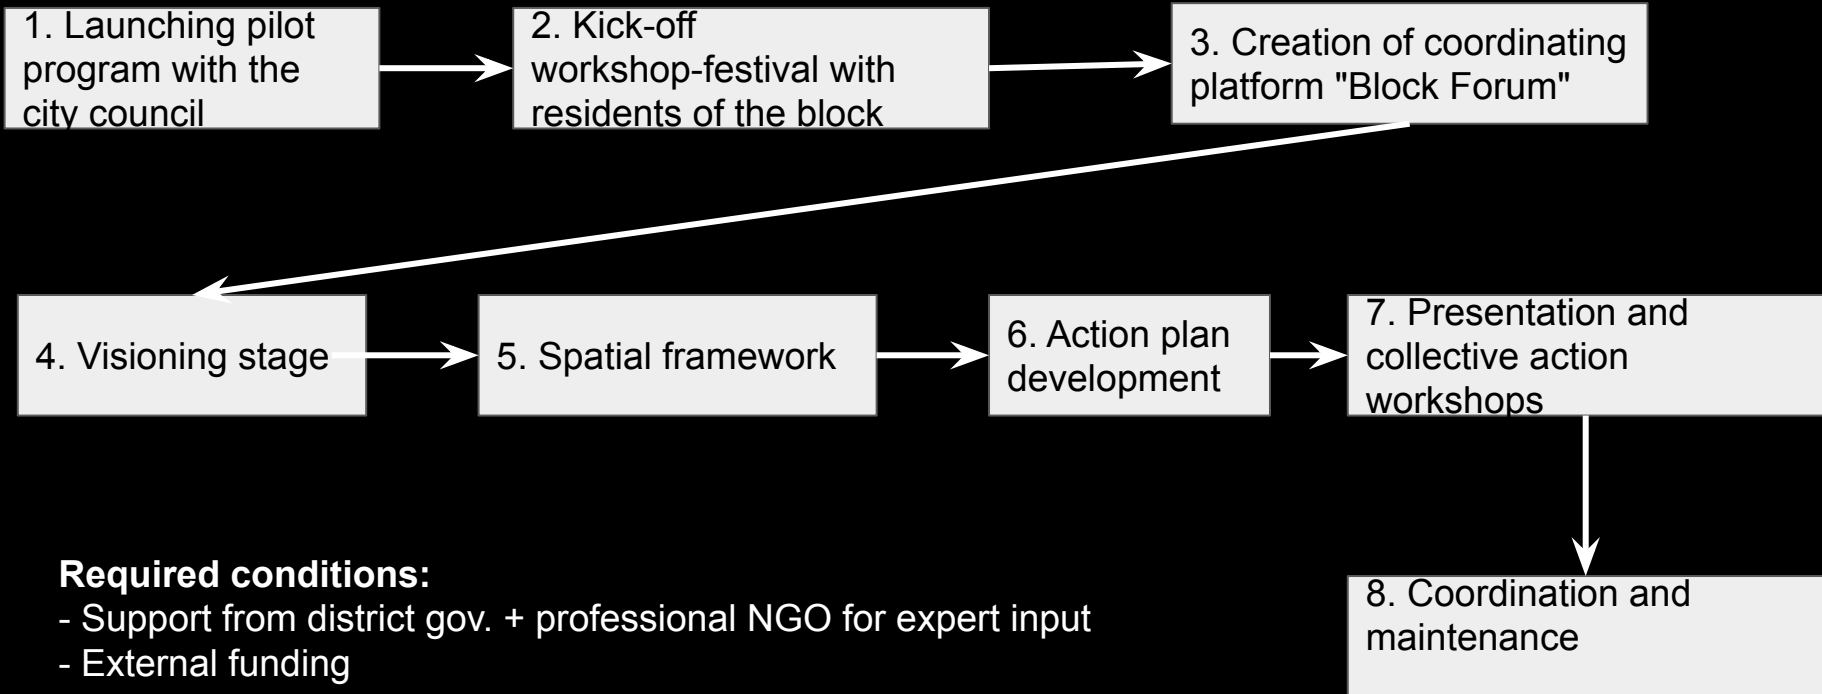 1. Launching pilot
program with the
city council
2. Kick-off
workshop-festival with
residents of the block
3. Creation of coordinating
platform "Block Forum"
4. Visioning stage
5. Spatial framework
6. Action plan
development
7. Presentation and
collective action
workshops
8. Coordination and
maintenance
Required conditions:
- Support from district gov. + professional NGO for expert input
- External funding